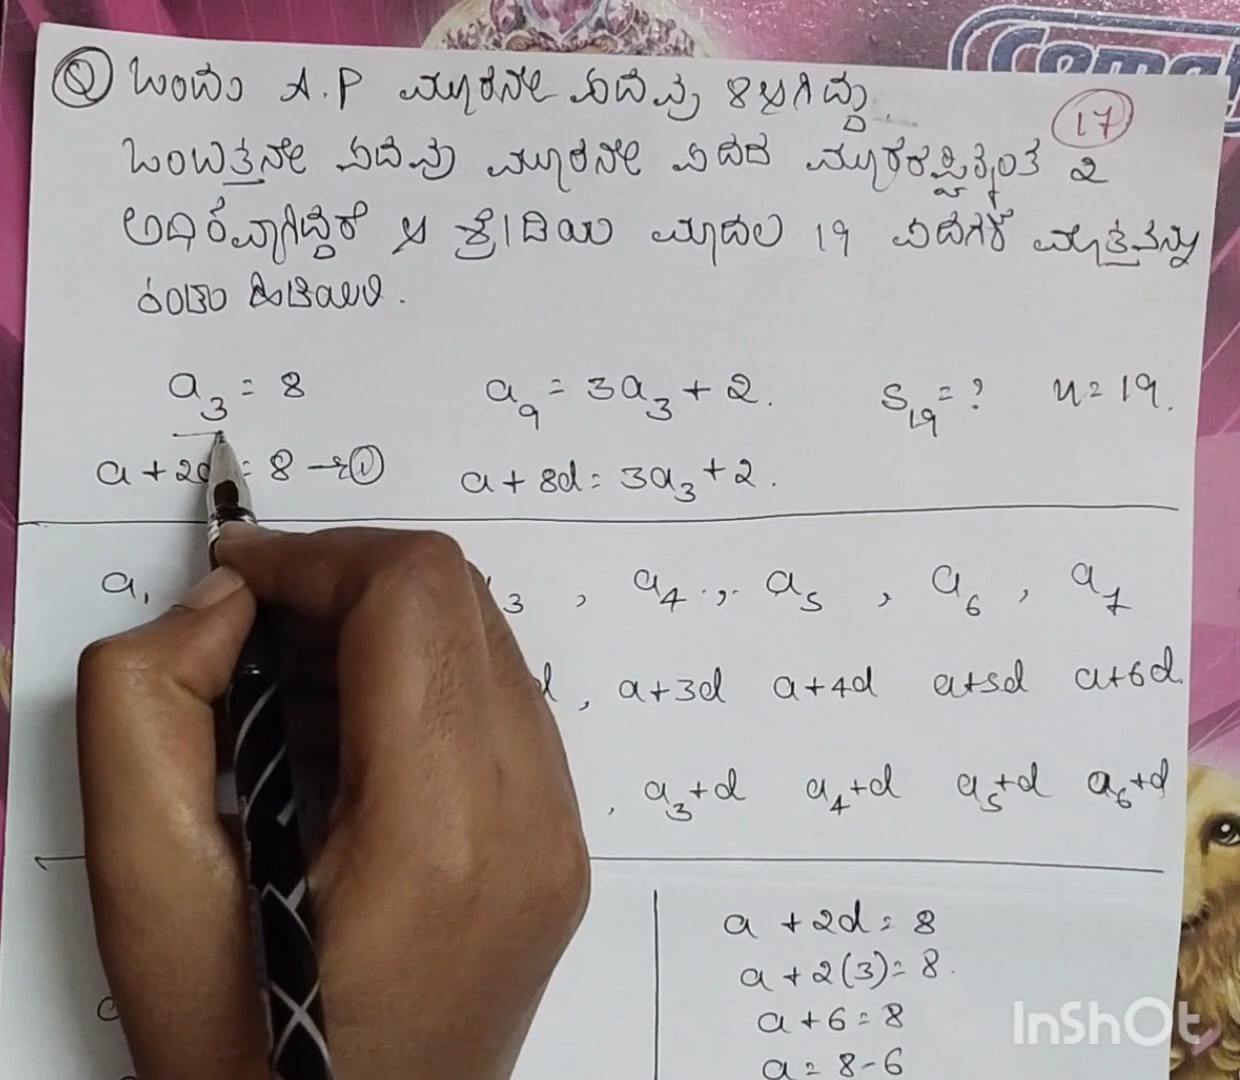 Q ಒಂದು A.P ಮೂರನೇ ಪದವು 8 ಆಗಿದ್ದು
17
ಒಂಬತ್ತನೇ ಪದವು ಮೂರನೇ ಪದದ ಮೂರರಷ್ಟಕ್ಕಿಂತ 2
ಅಧಿಕವಾಗಿದ್ದರೆ ಆ ಶ್ರೇಢಿಯ ಮೊದಲ 19 ಪದಗಳ ಮೊತ್ತವನ್ನು
ಕಂಡು ಹಿಡಿಯಿರಿ.
a₃ = 8 a₉ = 3a₃ + 2. S₁₉ = ? n = 19.
a + 2d = 8 → ① a + 8d = 3a₃ + 2.
a₁ ₃ , a₄ , a₅ , a₆ , a₇
d , a+3d a+4d a+5d a+6d.
, a₃+d a₄+d a₅+d a₆+d
a + 2d = 8
a + 2(3) = 8.
a + 6 = 8
a = 8 - 6
InShOt